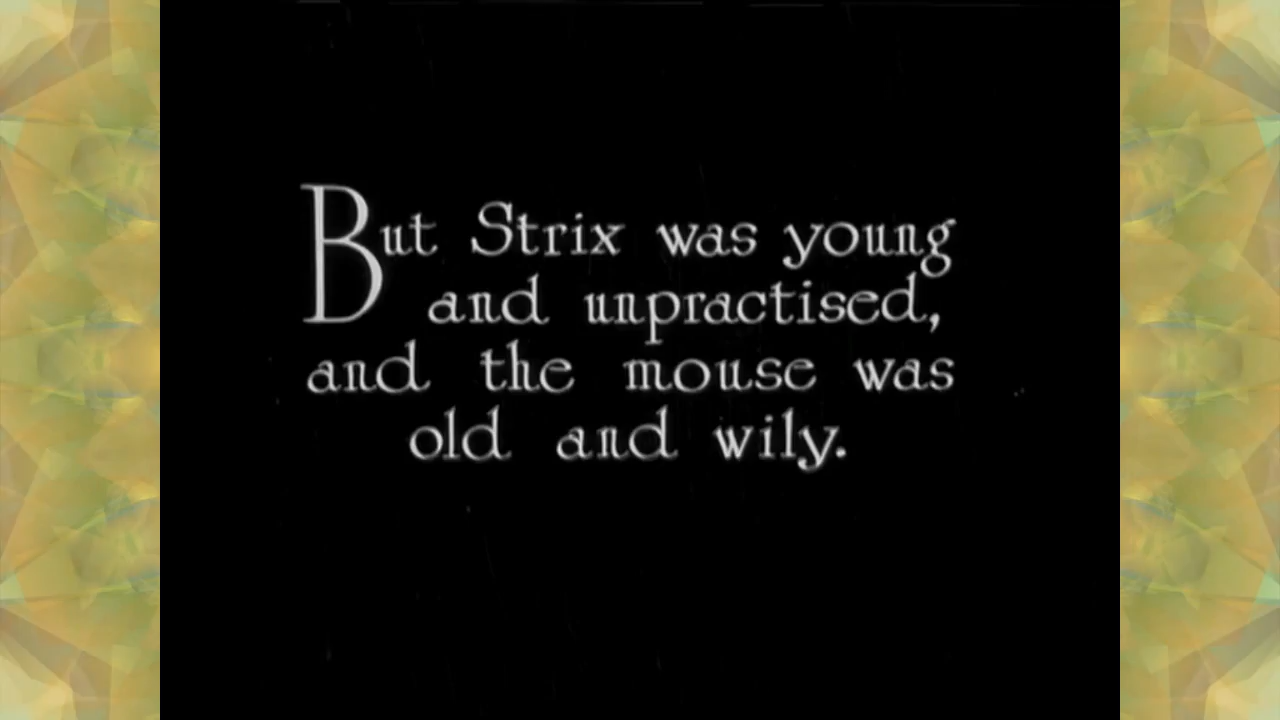 But Strix was young
and unpractised,
and the mouse was
old and wily.